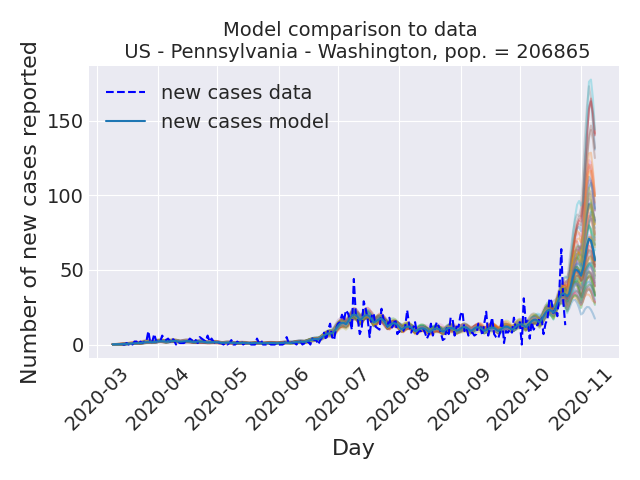 Model comparison to data
US - Pennsylvania - Washington, pop. = 206865
Number of new cases reported
new cases data
new cases model
150
100
50
0
2020-03
2020-04
2020-05
2020-06
2020-07
2020-08
2020-09
2020-10
2020-11
Day